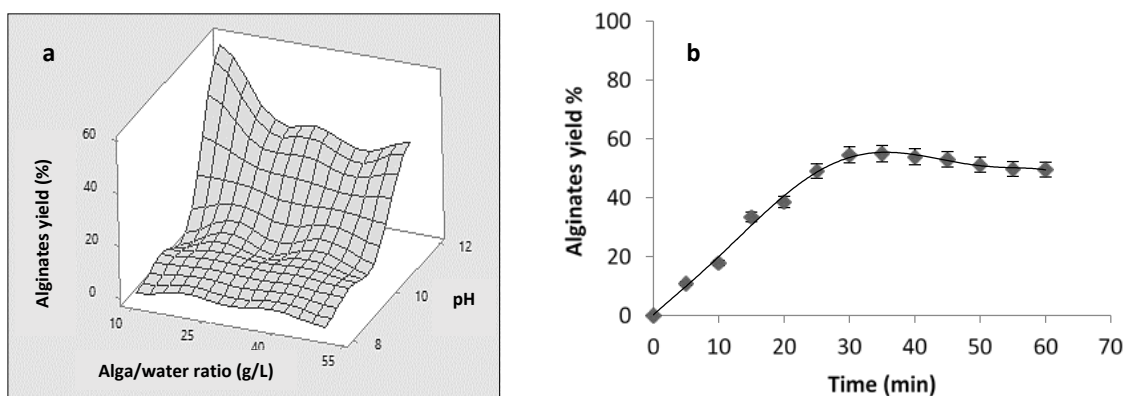 a
Alginates yield (%)
60
40
20
0
10
25
40
55
Alga/water ratio (g/L)
8
10
12
pH
b
Alginates yield %
100
80
60
40
20
0
0 10 20 30 40 50 60 70
Time (min)